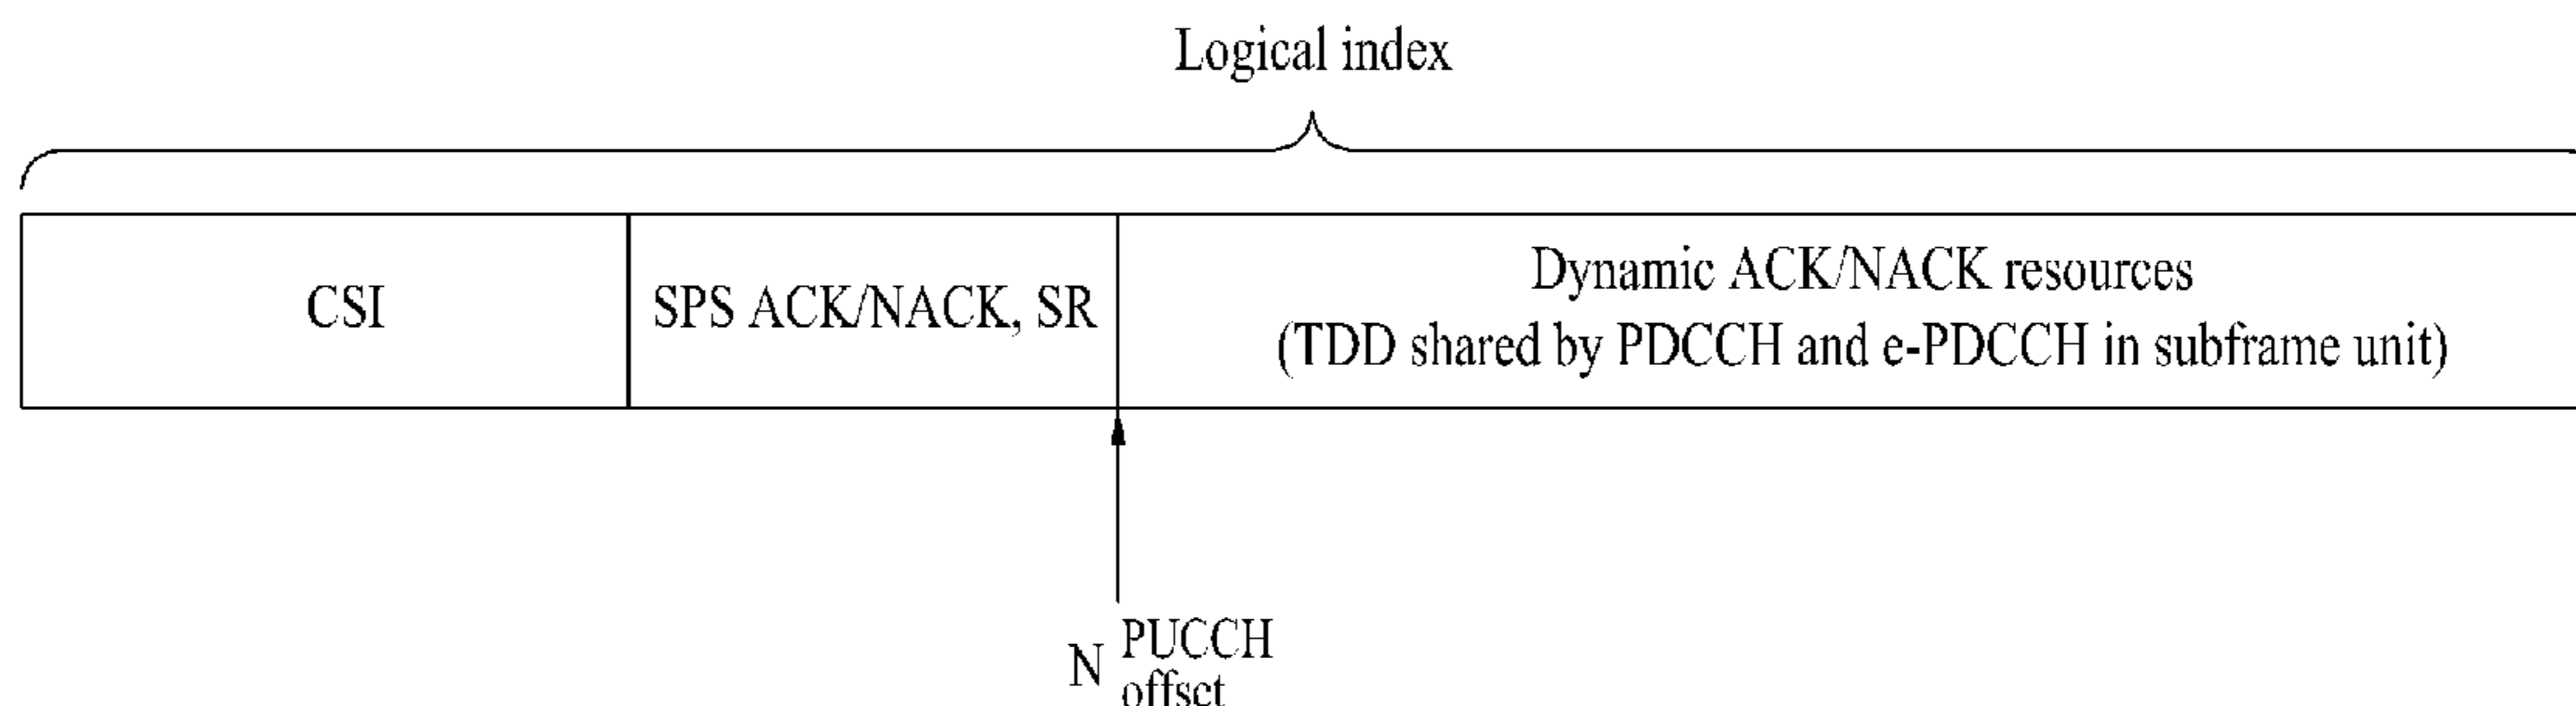 Logical index
CSI
SPS ACK/NACK, SR
Dynamic ACK/NACK resources
(TDD shared by PDCCH and e-PDCCH in subframe unit)
N PUCCH
offset